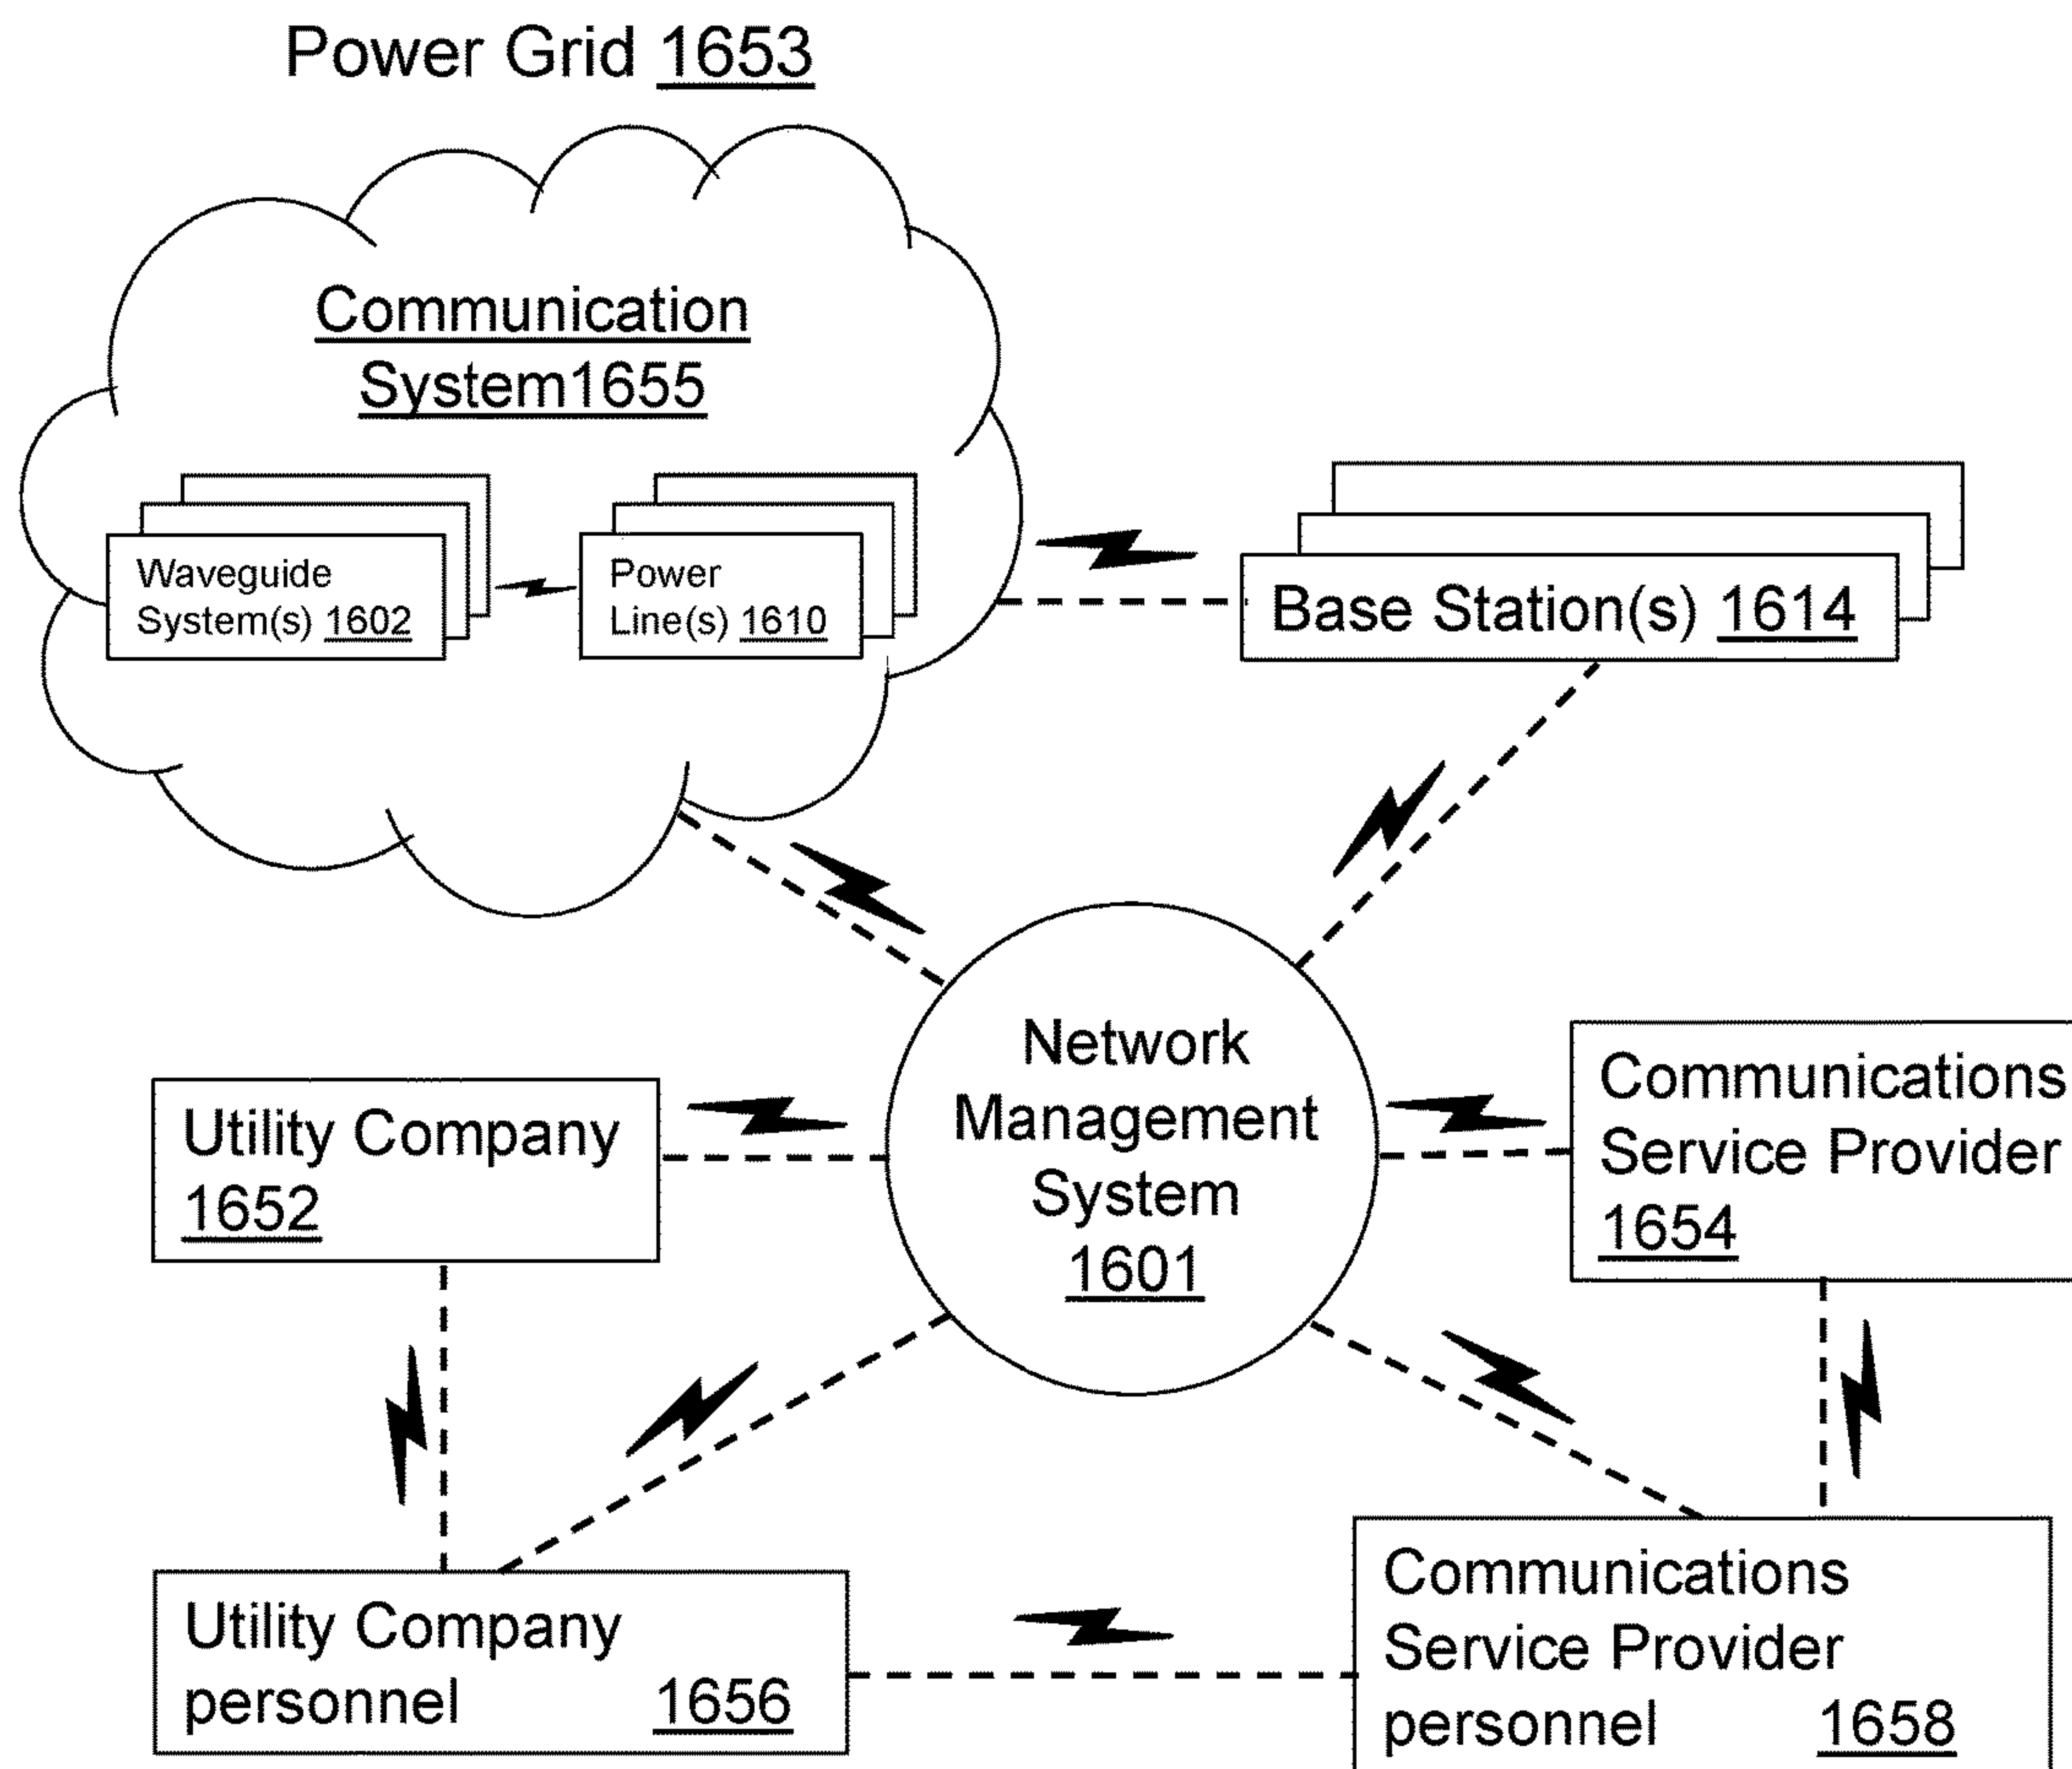 Power Grid 1653
Communication
System1655
Waveguide
System(s) 1602
Power
Line(s) 1610
Base Station(s) 1614
Network
Management
System
1601
Utility Company
1652
Communications
Service Provider
1654
Utility Company
personnel 1656
Communications
Service Provider
personnel 1658